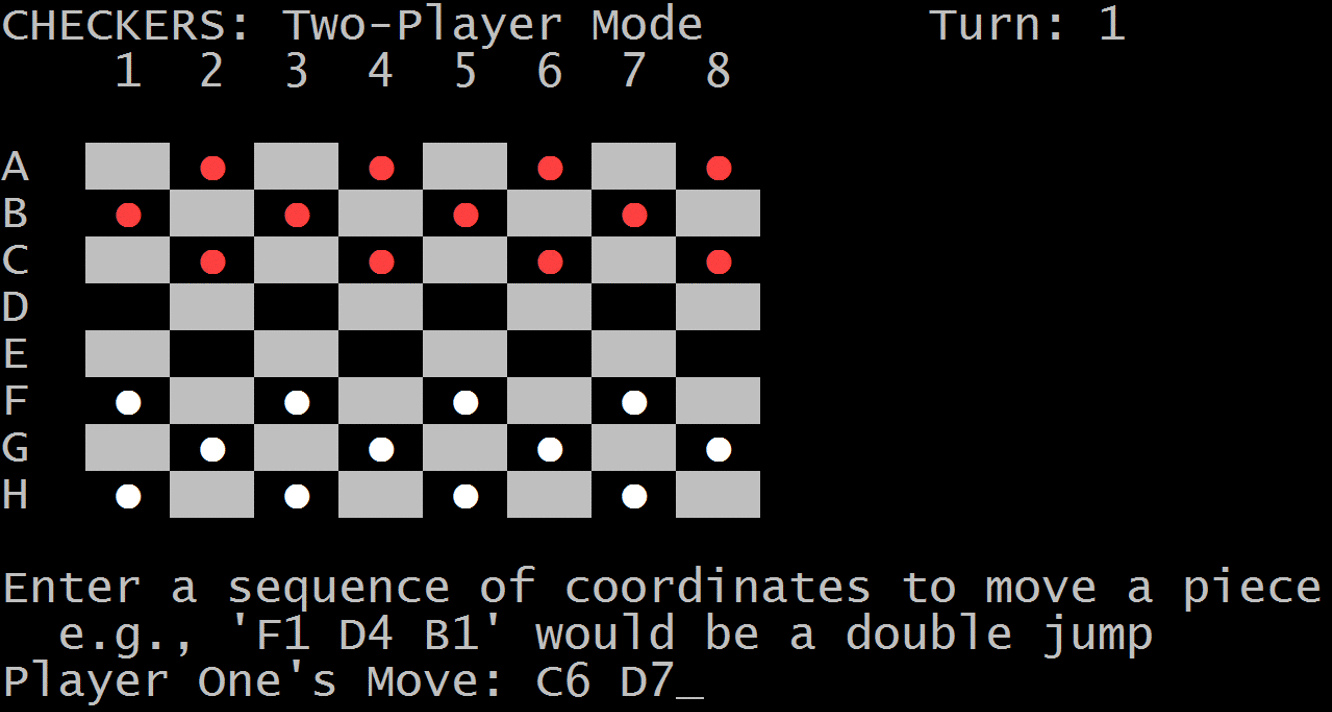 CHECKERS: Two-Player Mode Turn: 1
1 2 3 4 5 6 7 8
A
B
C
D
E
F
G
H
Enter a sequence of coordinates to move a piece
e.g., 'F1 D4 B1' would be a double jump
Player One's Move: C6 D7_